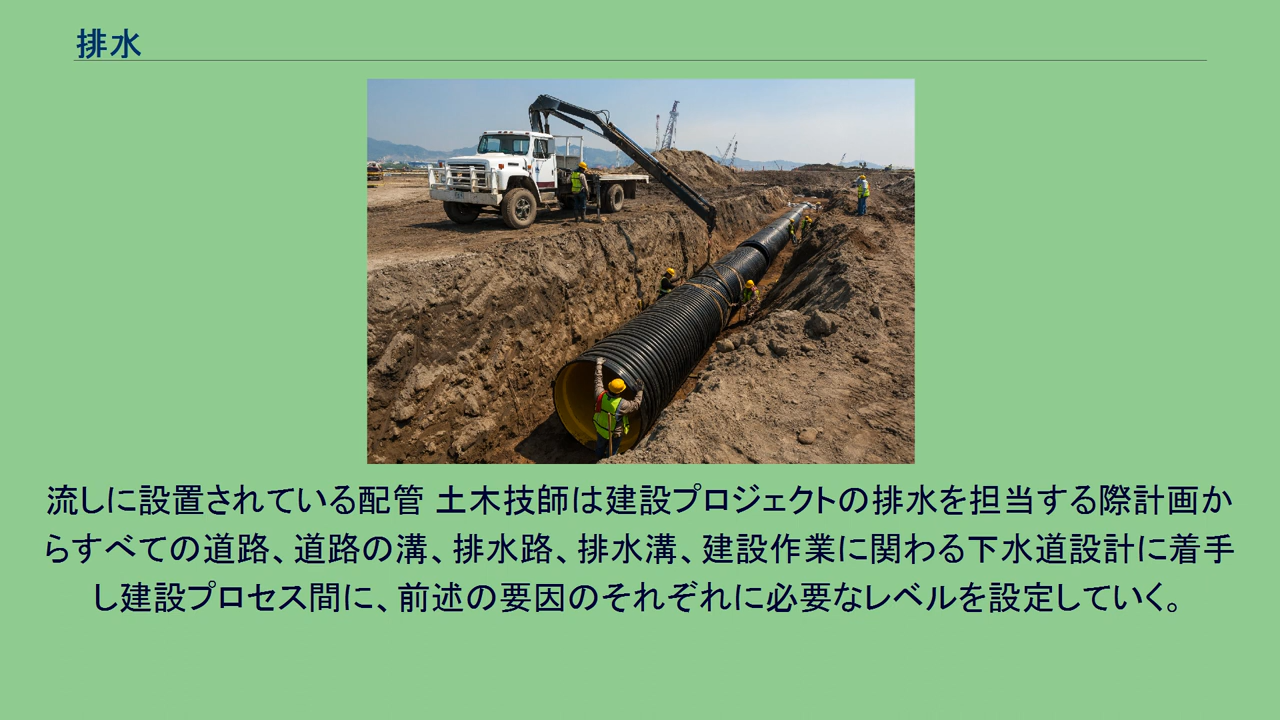 排水
流しに設置されている配管 土木技師は建設プロジェクトの排水を担当する際計画か
らすべての道路、道路の溝、排水路、排水溝、建設作業に関わる下水道設計に着手
し建設プロセス間に、前述の要因のそれぞれに必要なレベルを設定していく。